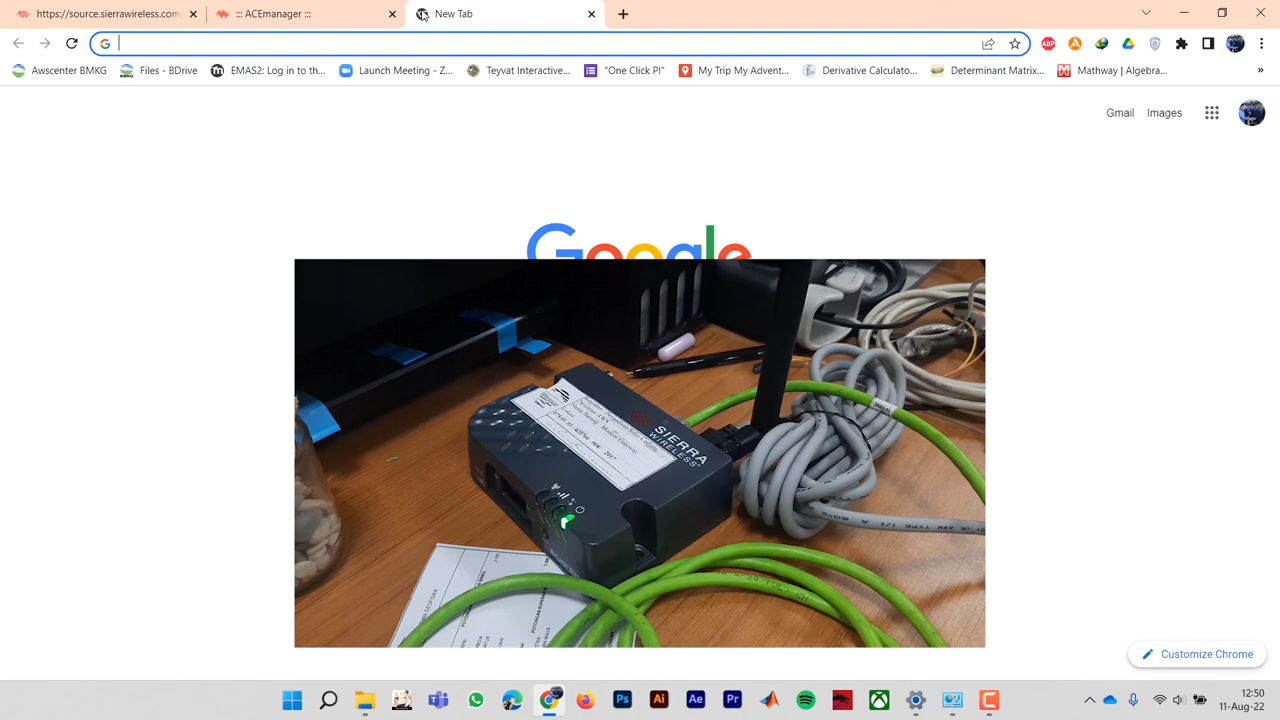 https://source.sierrawireless.com
::: ACEmanager :::
New Tab
Awscenter BMKG
Files - BDrive
EMAS2: Log in to th...
Launch Meeting - Z...
Teyvat Interactive...
"One Click PI"
My Trip My Advent...
Derivative Calculato...
Determinant Matrix...
Mathway | Algebra...
»
Gmail
Images
Google
SIERRA
WIRELESS
Customize Chrome
12:50
11-Aug-22